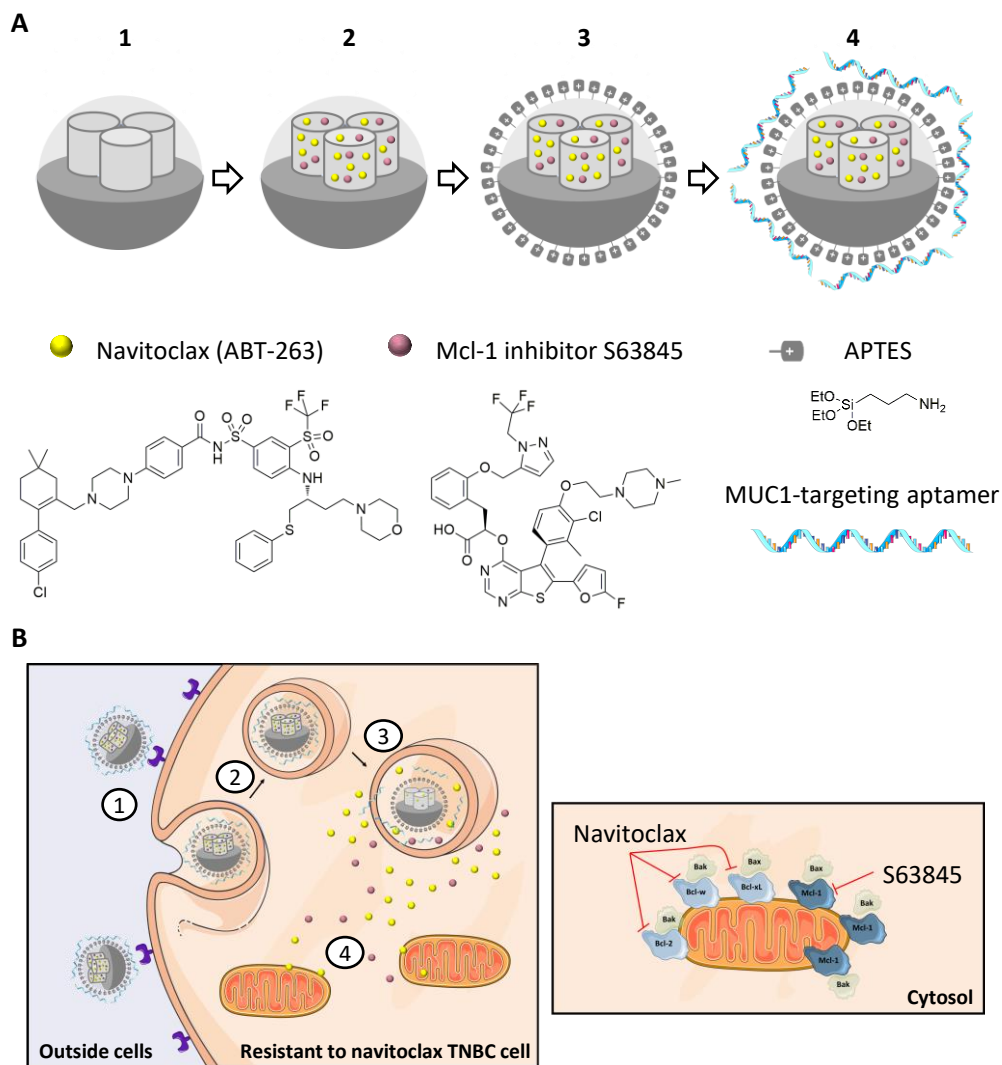 A
1 2 3 4
Navitoclax (ABT-263) Mcl-1 inhibitor S63845 + APTES
O
N
H
S
O O
S
O O
F
F
F
NH
N
N
S
N
O
Cl
F
F
F
N
N
O
HO
O
O
N
N
S
O
F
O
Cl
N
N
EtO
Si
EtO
OEt
NH2
MUC1-targeting aptamer
B
1
2
3
4
Outside cells
Resistant to navitoclax TNBC cell
Navitoclax
S63845
Bak
Bcl-w
Bax
Bcl-xL
Bax
Mcl-1
Bak
Mcl-1
Bak
Bcl-2
Mcl-1
Bak
Cytosol